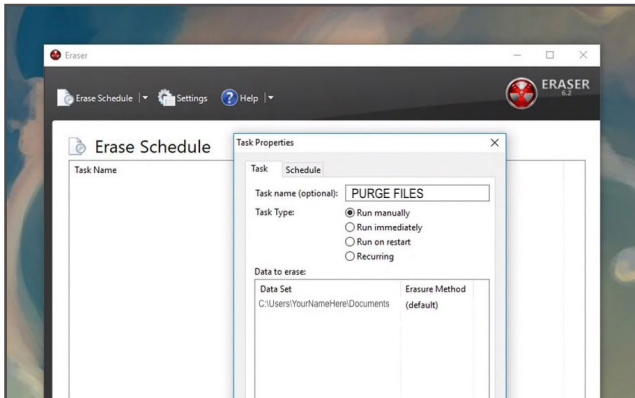 Eraser
Erase Schedule
Settings
Help
ERASER
6.2
Erase Schedule
Task Name
Task Properties
Task Schedule
Task name (optional): PURGE FILES
Task Type: Run manually
Run immediately
Run on restart
Recurring
Data to erase:
Data Set Erasure Method
C:\Users\YourNameHere\Documents (default)